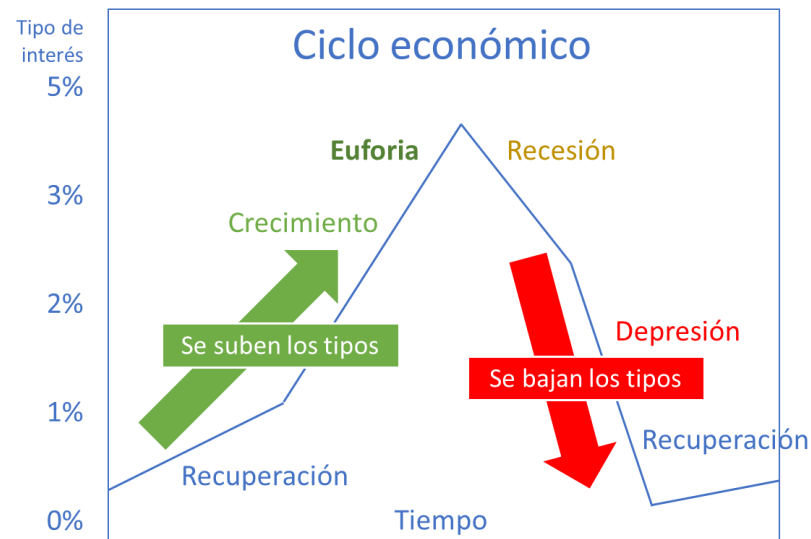 Tipo de
interés
Ciclo económico
5%
Euforia
Recesión
3%
Crecimiento
2%
Se suben los tipos
Depresión
Se bajan los tipos
1%
Recuperación
Recuperación
0%
Tiempo